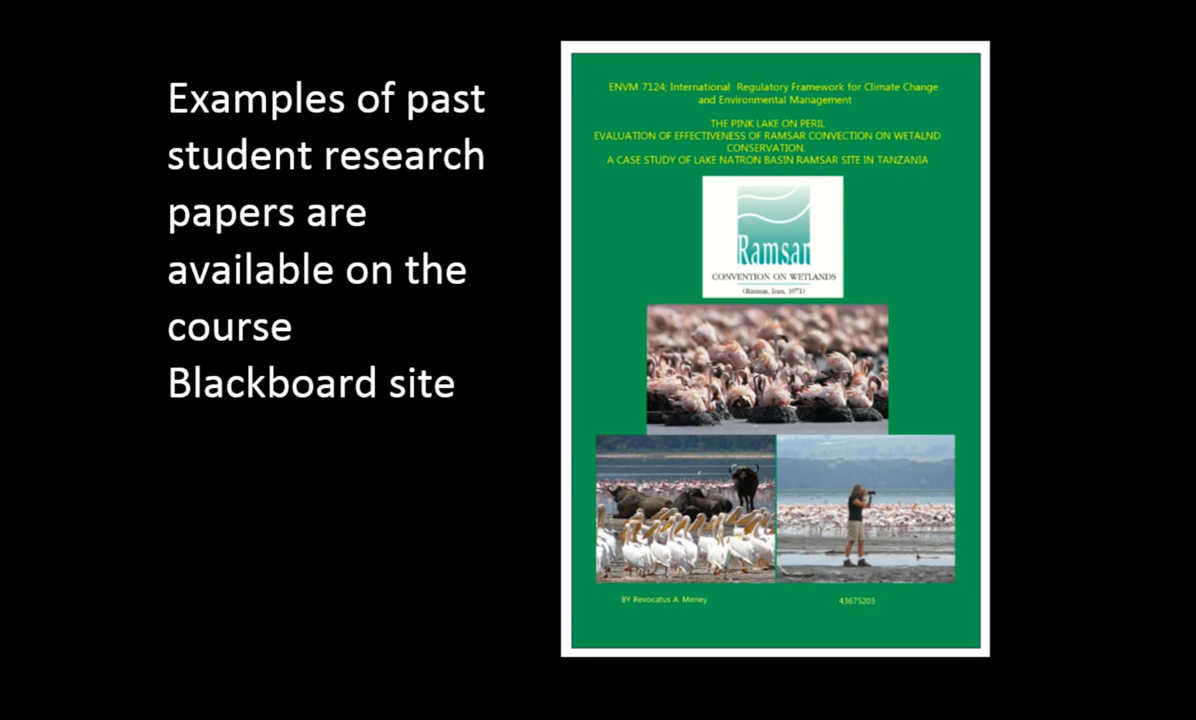 Examples of past
student research
papers are
available on the
course
Blackboard site
ENVM 7124; International Regulatory Framework for Climate Change
and Environmental Management
THE PINK LAKE ON PERIL
EVALUATION OF EFFECTIVENESS OF RAMSAR CONVECTION ON WETALND
CONSERVATION.
A CASE STUDY OF LAKE NATRON BASIN RAMSAR SITE IN TANZANIA
Ramsar
CONVENTION ON WETLANDS
(Ramsar, Iran, 1971)
BY Revocatus A. Meney 43675203